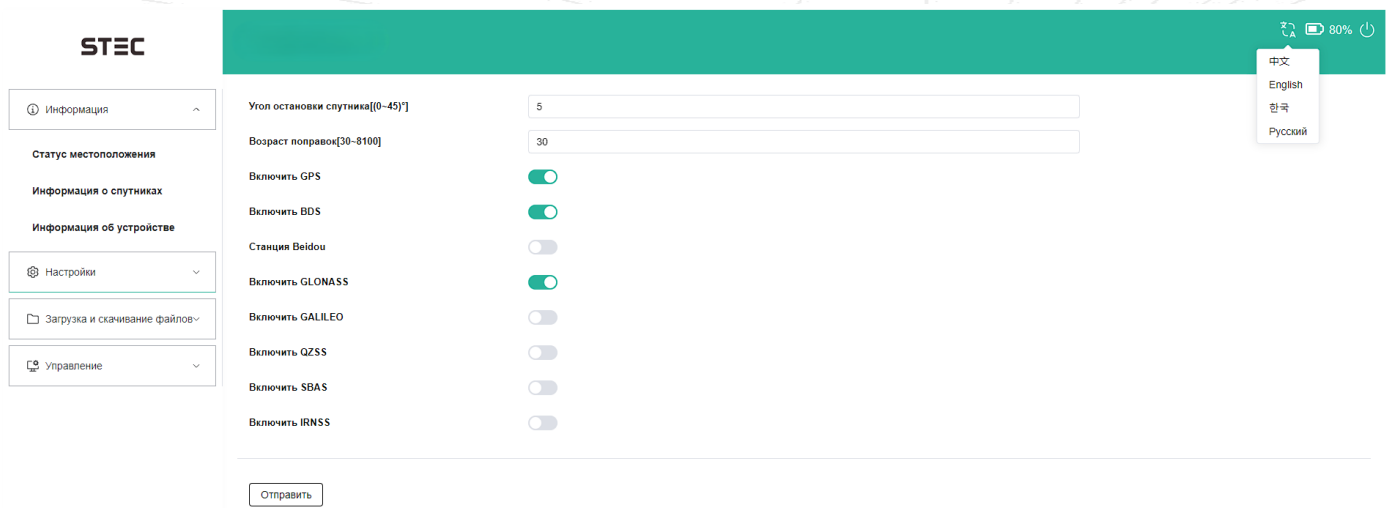 STEC
80%
中文
English
한국
Русский
Информация
Статус местоположения
Информация о спутниках
Информация об устройстве
Настройки
Загрузка и скачивание файлов
Управление
Угол остановки спутника[(0~45)°]
5
Возраст поправок[30~8100]
30
Включить GPS
Включить BDS
Станция Beidou
Включить GLONASS
Включить GALILEO
Включить QZSS
Включить SBAS
Включить IRNSS
Отправить